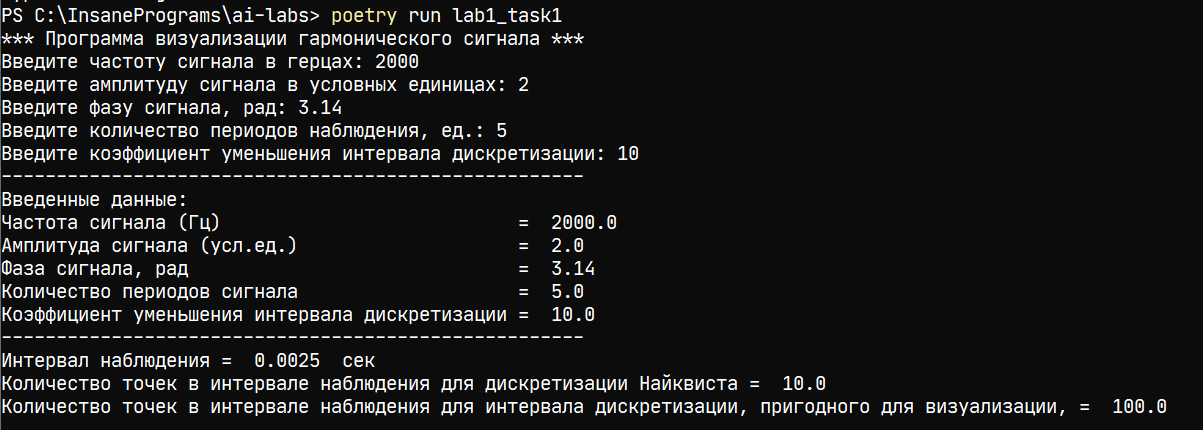 PS C:\InsanePrograms\ai-labs> poetry run lab1_task1
*** Программа визуализации гармонического сигнала ***
Введите частоту сигнала в герцах: 2000
Введите амплитуду сигнала в условных единицах: 2
Введите фазу сигнала, рад: 3.14
Введите количество периодов наблюдения, ед.: 5
Введите коэффициент уменьшения интервала дискретизации: 10
-----------------------------------------------------
Введенные данные:
Частота сигнала (Гц)                           =  2000.0
Амплитуда сигнала (усл.ед.)                    =  2.0
Фаза сигнала, рад                              =  3.14
Количество периодов сигнала                    =  5.0
Коэффициент уменьшения интервала дискретизации =  10.0
-----------------------------------------------------
Интервал наблюдения =  0.0025  сек
Количество точек в интервале наблюдения для дискретизации Найквиста =  10.0
Количество точек в интервале наблюдения для интервала дискретизации, пригодного для визуализации, =  100.0